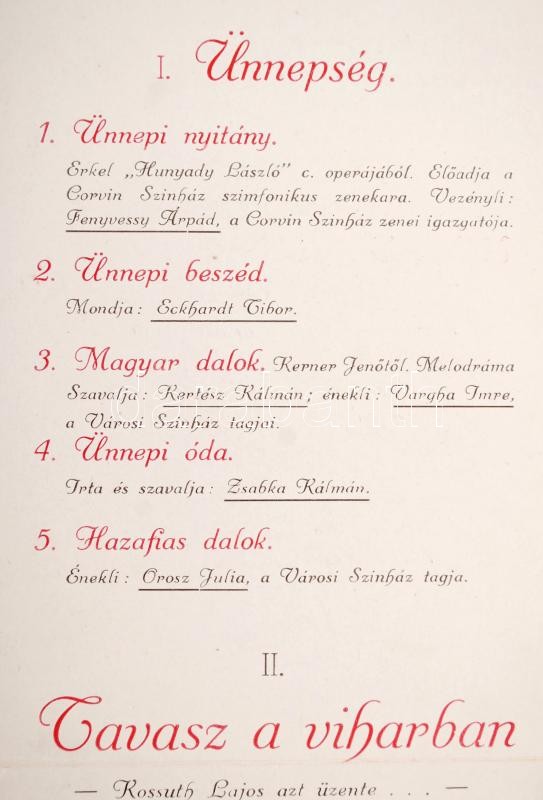 I. Ünnepség.
1. Ünnepi nyitány.
Erkel „Hunyady László" c. operájából. Előadja a
Corvin Szinház szimfonikus zenekara. Vezényli:
Fenyvessy Árpád, a Corvin Szinház zenei igazgatója.
2. Ünnepi beszéd.
Mondja: Eckhardt Tibor.
3. Magyar dalok. Kerner Jenőtől. Melodráma
Szavalja: Kertész Kálmán; énekli: Vargha Imre,
a Városi Szinház tagjai.
4. Ünnepi óda.
Irta és szavalja: Zsabka Kálmán.
5. Hazafias dalok.
Énekli: Orosz Julia, a Városi Szinház tagja.
II.
Tavasz a viharban
— Kossuth Lajos azt üzente . . . —